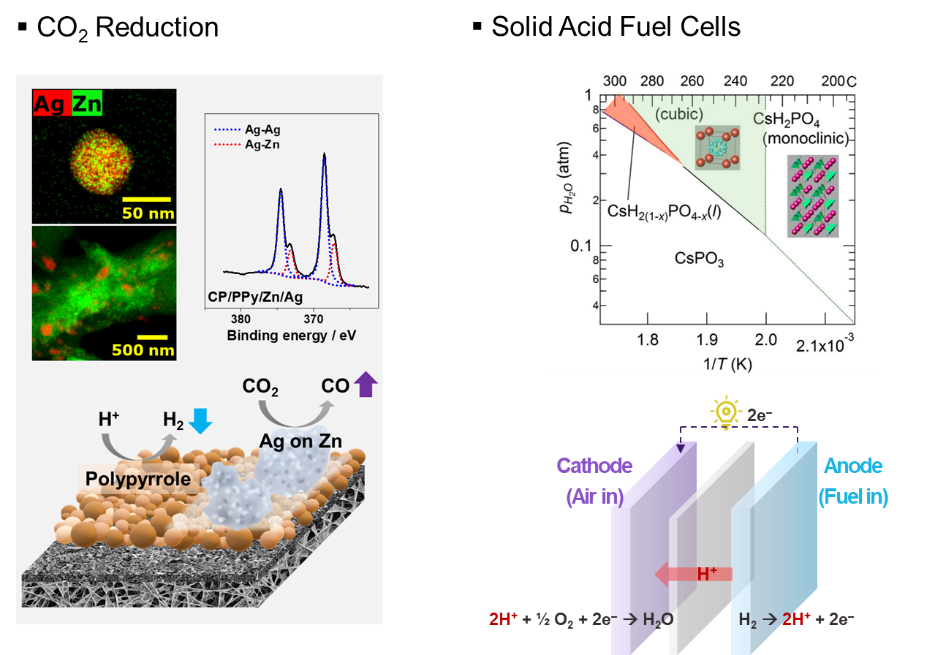 ▪ CO₂ Reduction
Ag Zn
50 nm
500 nm
Ag-Ag
Ag-Zn
CP/PPy/Zn/Ag
380 370
Binding energy / eV
CO₂ CO
H⁺ H₂
Ag on Zn
Polypyrrole
▪ Solid Acid Fuel Cells
300 280 260 240 220 200C
1
8
6
4
2
0.1
8
6
4
pH₂O (atm)
(cubic)
CsH₂PO₄
(monoclinic)
CsH₂₍₁₋ₓ₎PO₄₋ₓ(l)
CsPO₃
1.8 1.9 2.0 2.1x10⁻³
1/T (K)
2e⁻
Cathode
(Air in)
Anode
(Fuel in)
H⁺
2H⁺ + ½ O₂ + 2e⁻ → H₂O
H₂ → 2H⁺ + 2e⁻